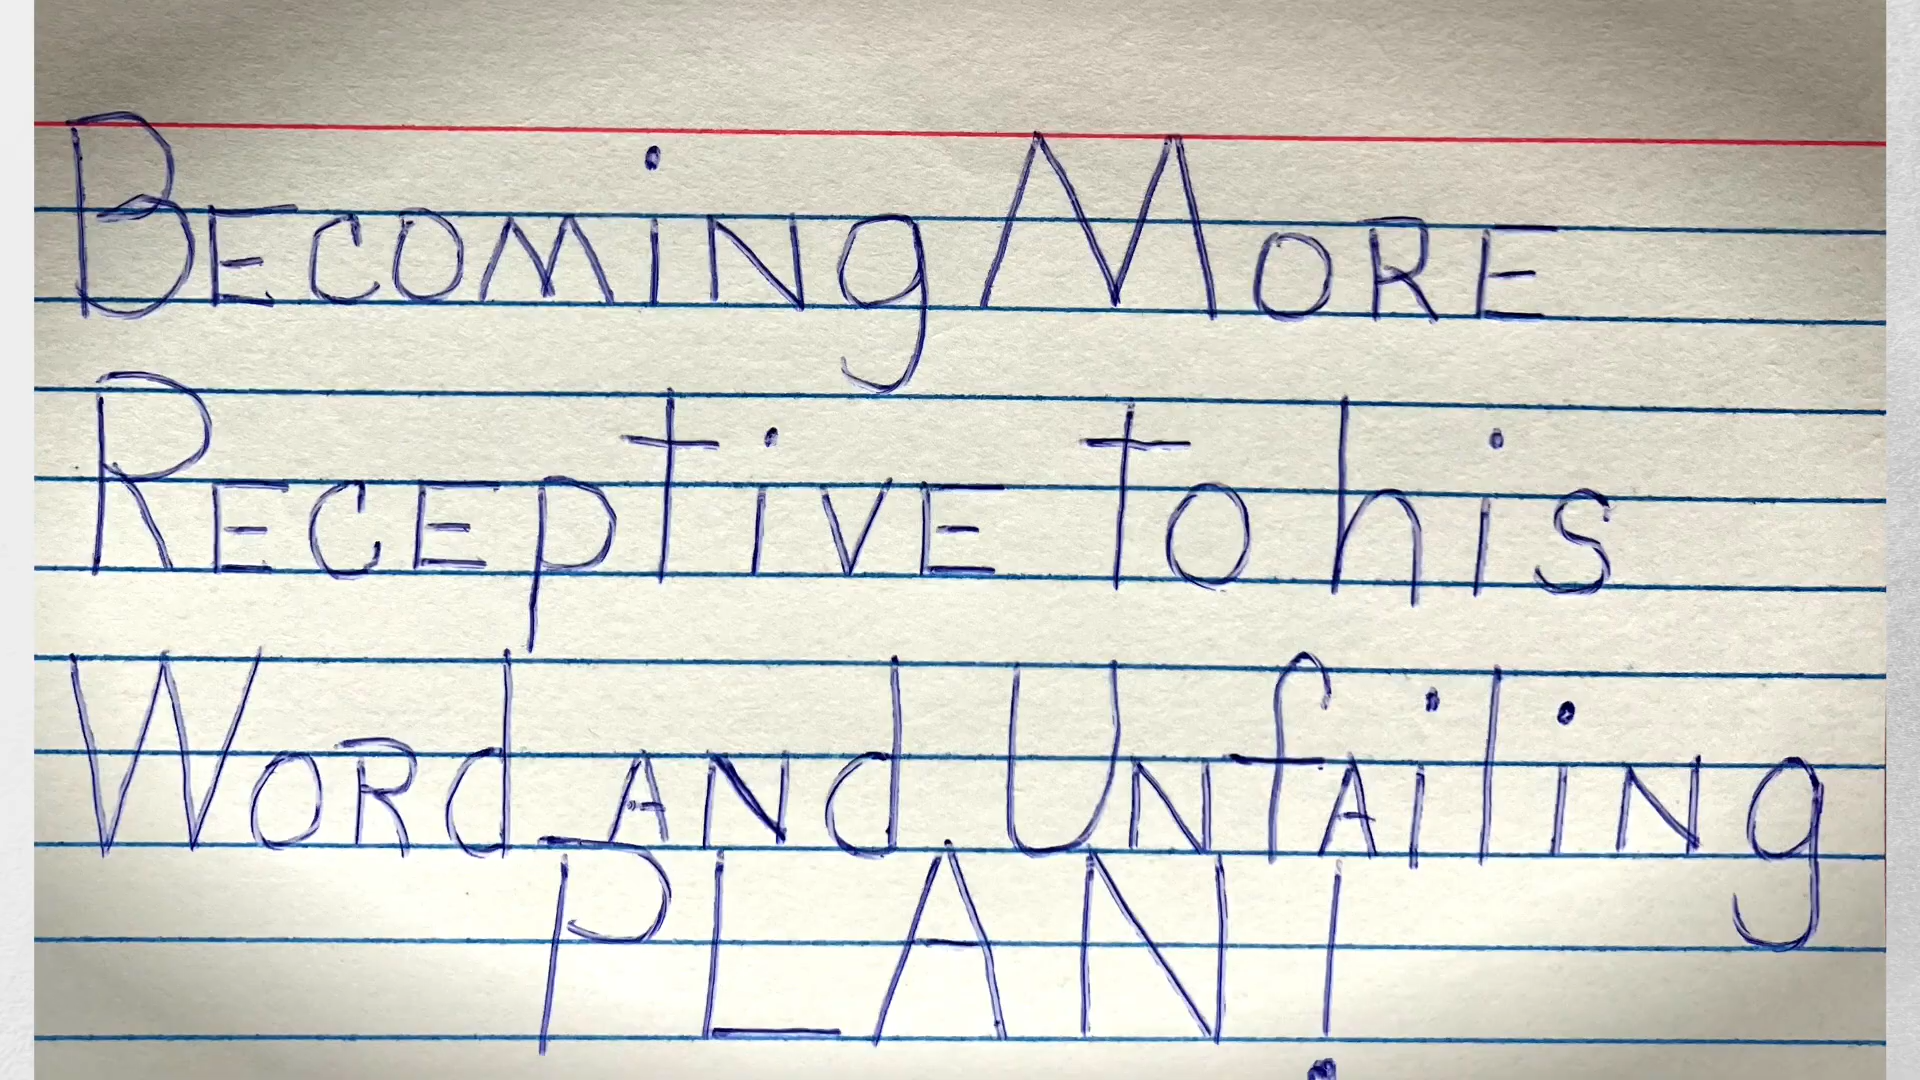 Becoming More
Receptive to his
Word and Unfailing
PLAN!